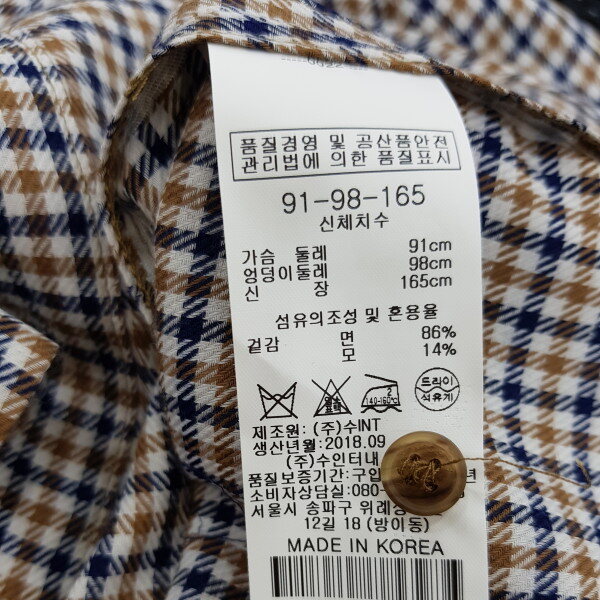 품질경영 및 공산품안전
관리법에 의한 품질표시
91-98-165
신체치수
가슴 둘레 91cm
엉덩이둘레 98cm
신 장 165cm
섬유의조성 및 혼용율
겉감 면 86%
모 14%
140-160℃
드라이
석유계
제조원: (주)수INT
생산년월: 2018.09
(주)수인터내
품질보증기간: 구입 년
소비자상담실: 080-
서울시 송파구 위례성
12길 18 (방이동)
MADE IN KOREA